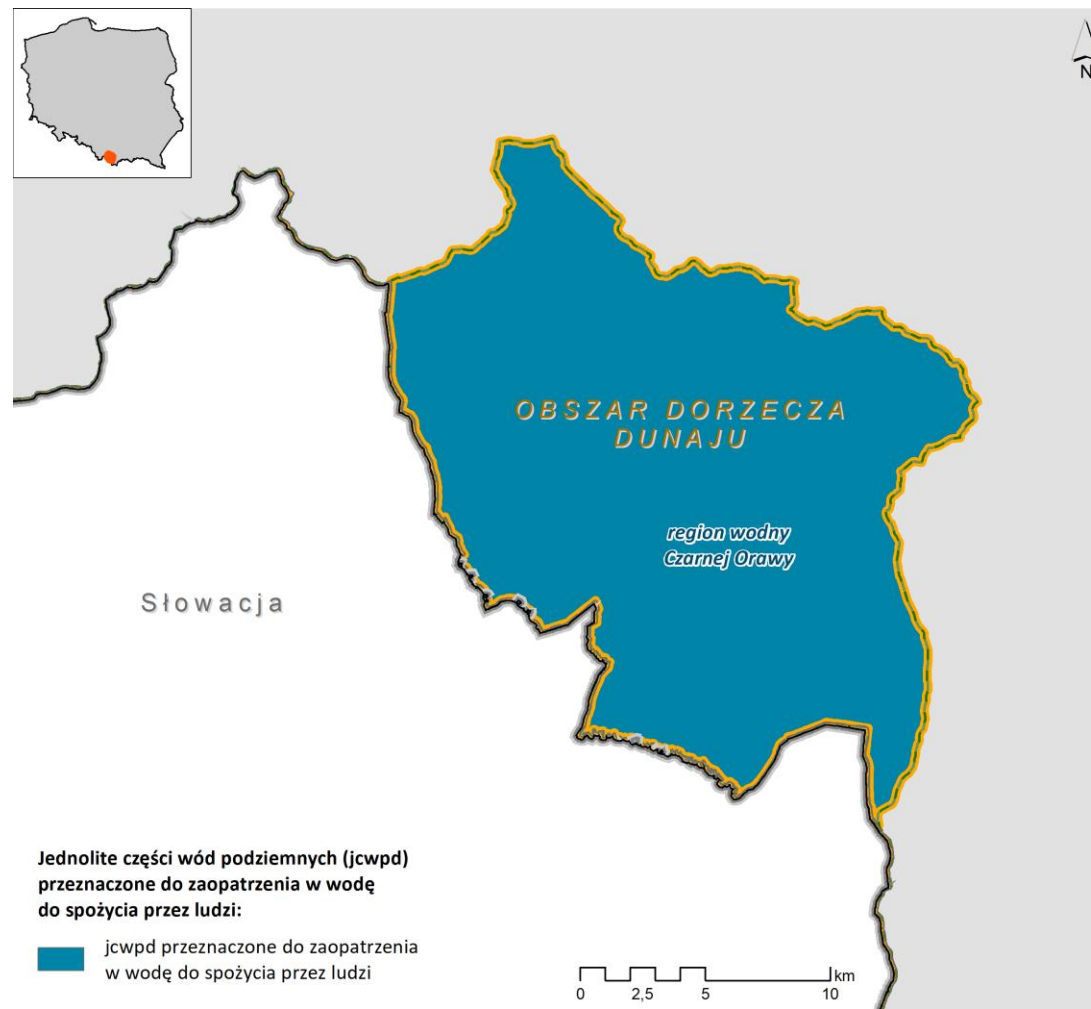 N
OBSZAR DORZECZA
DUNAJU
region wodny
Czarnej Orawy
Słowacja
Jednolite części wód podziemnych (jcwpd)
przeznaczone do zaopatrzenia w wodę
do spożycia przez ludzi:
jcwpd przeznaczone do zaopatrzenia
w wodę do spożycia przez ludzi
km
0 2,5 5 10